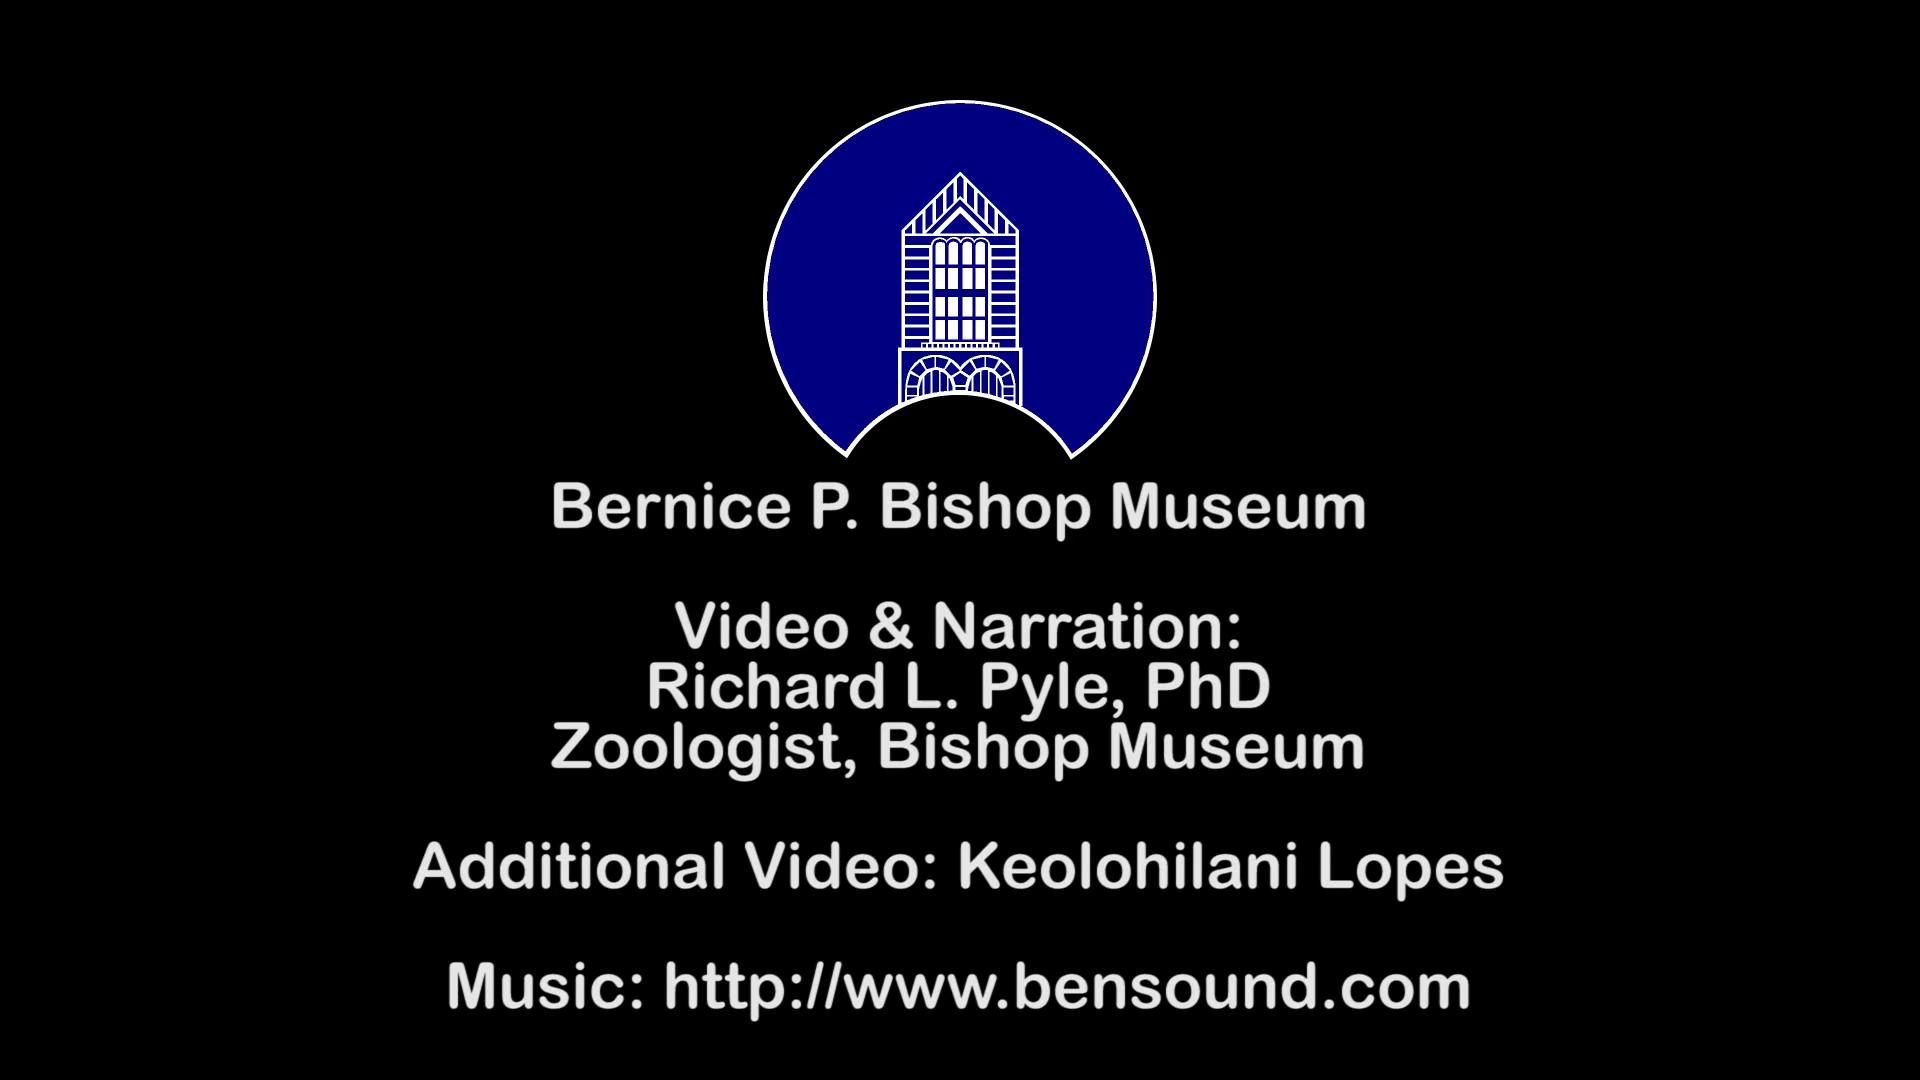 Bernice P. Bishop Museum
Video & Narration:
Richard L. Pyle, PhD
Zoologist, Bishop Museum
Additional Video: Keolohilani Lopes
Music: http://www.bensound.com